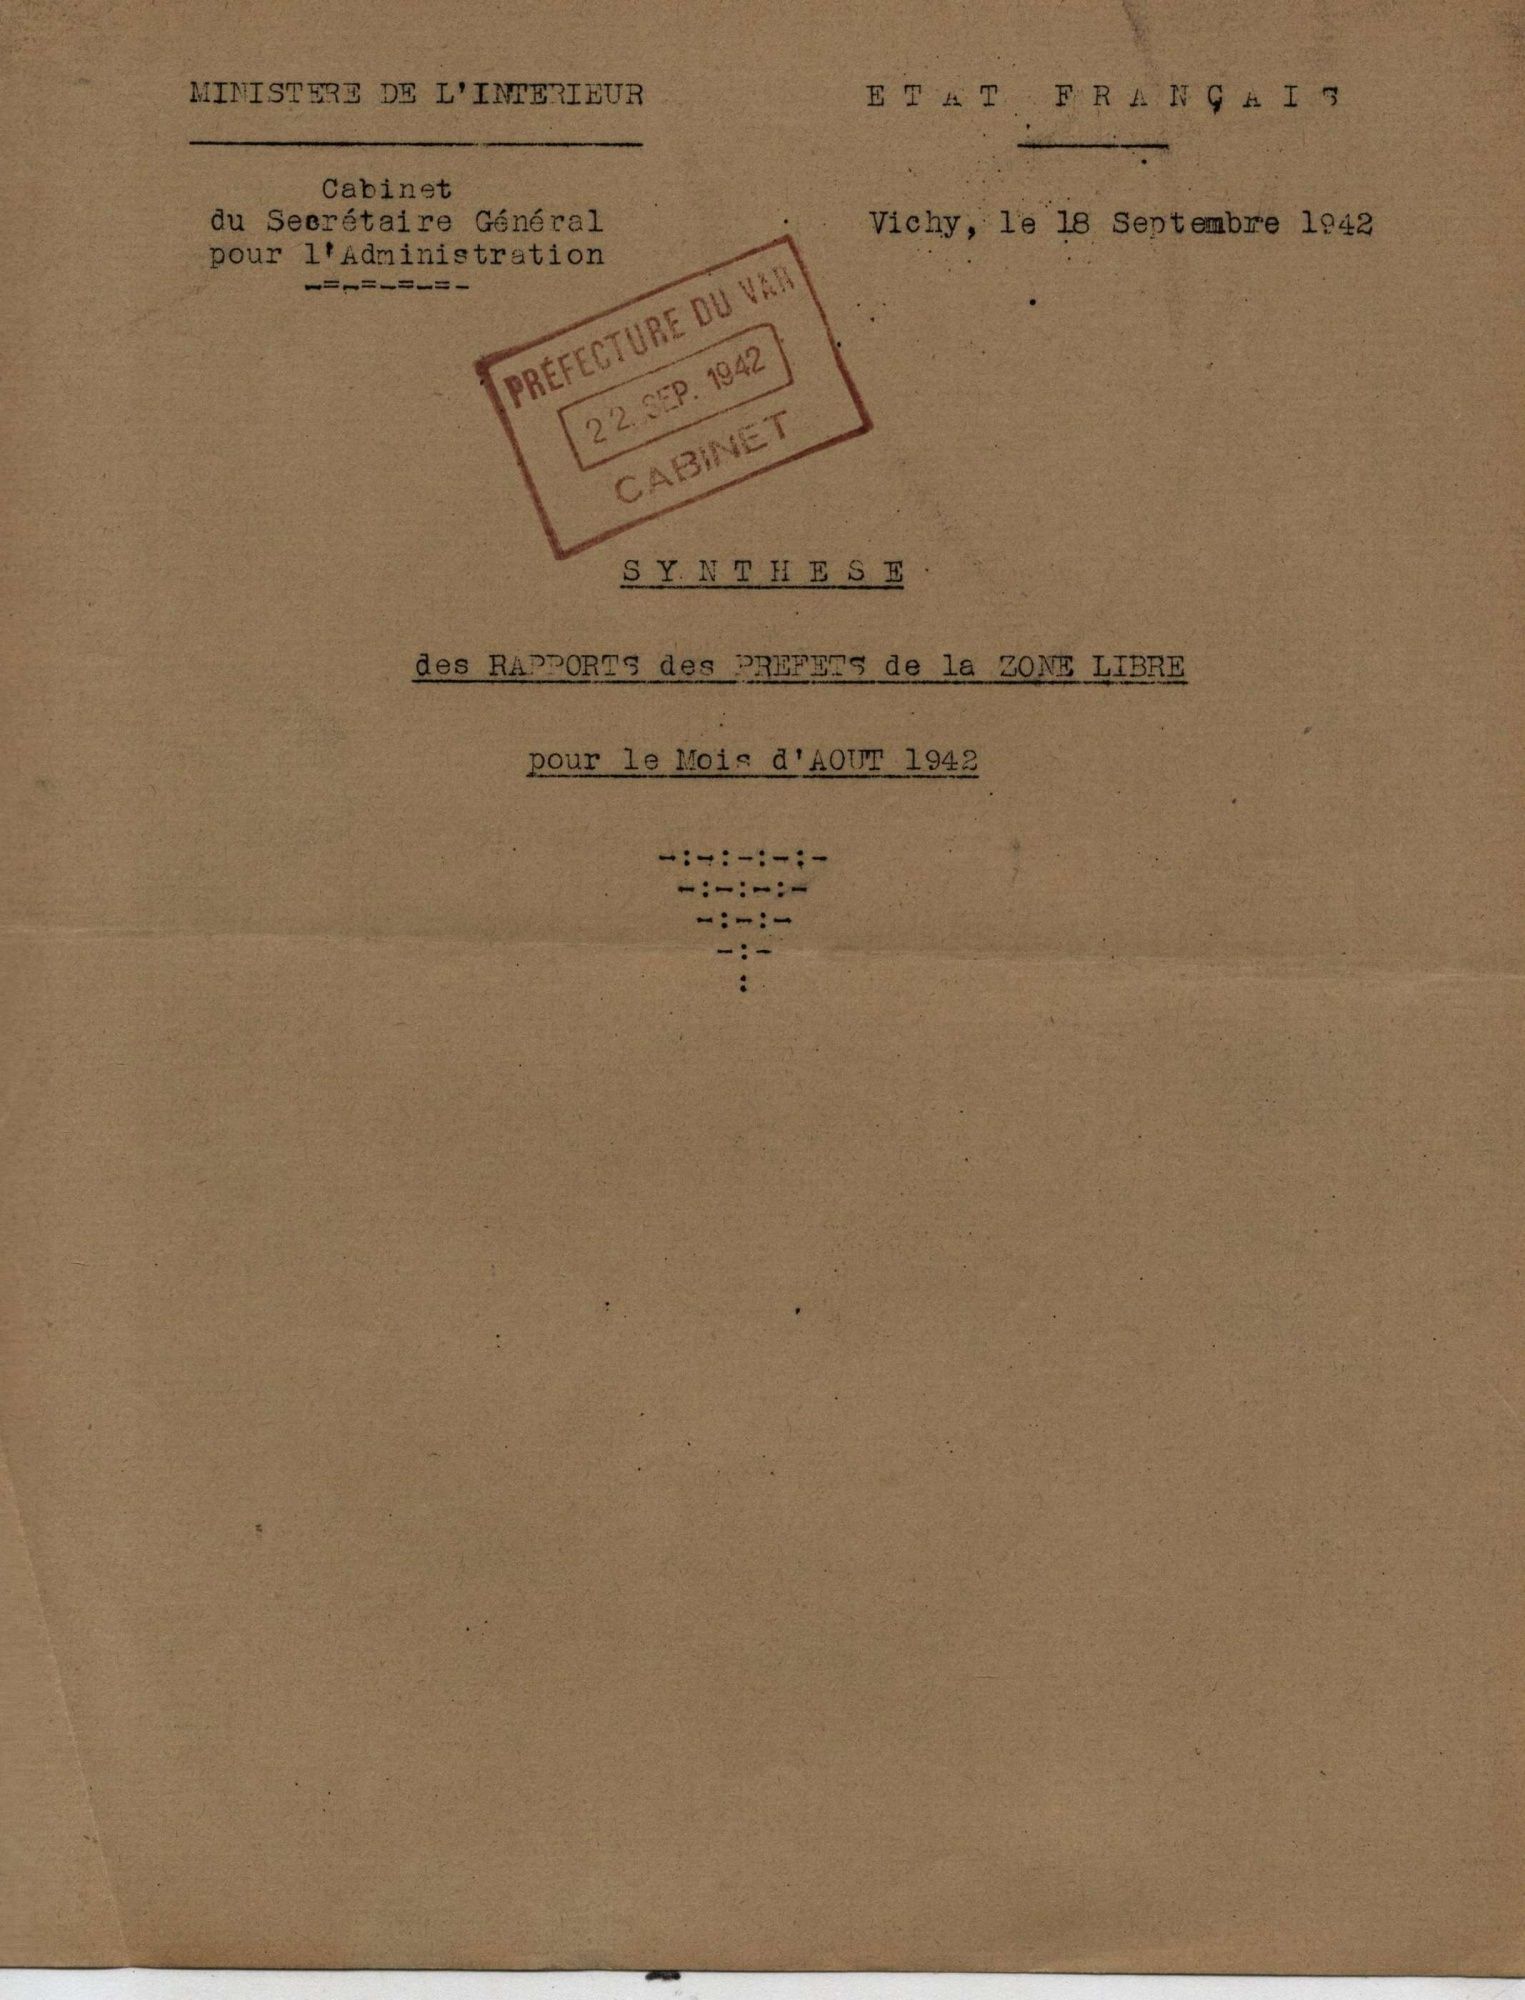 MINISTERE DE L'INTERIEUR
ETAT FRANÇAIS
Cabinet
du Secrétaire Général
pour l'Administration
-=-=-=-=-
Vichy, le 18 Septembre 1942
PRÉFECTURE DU VAR
22. SEP. 1942
CABINET
SYNTHESE
des RAPPORTS des PREFETS de la ZONE LIBRE
pour le Mois d'AOUT 1942
-:-:-:-:-
-:-:-:-
-:-:-
-:-
: